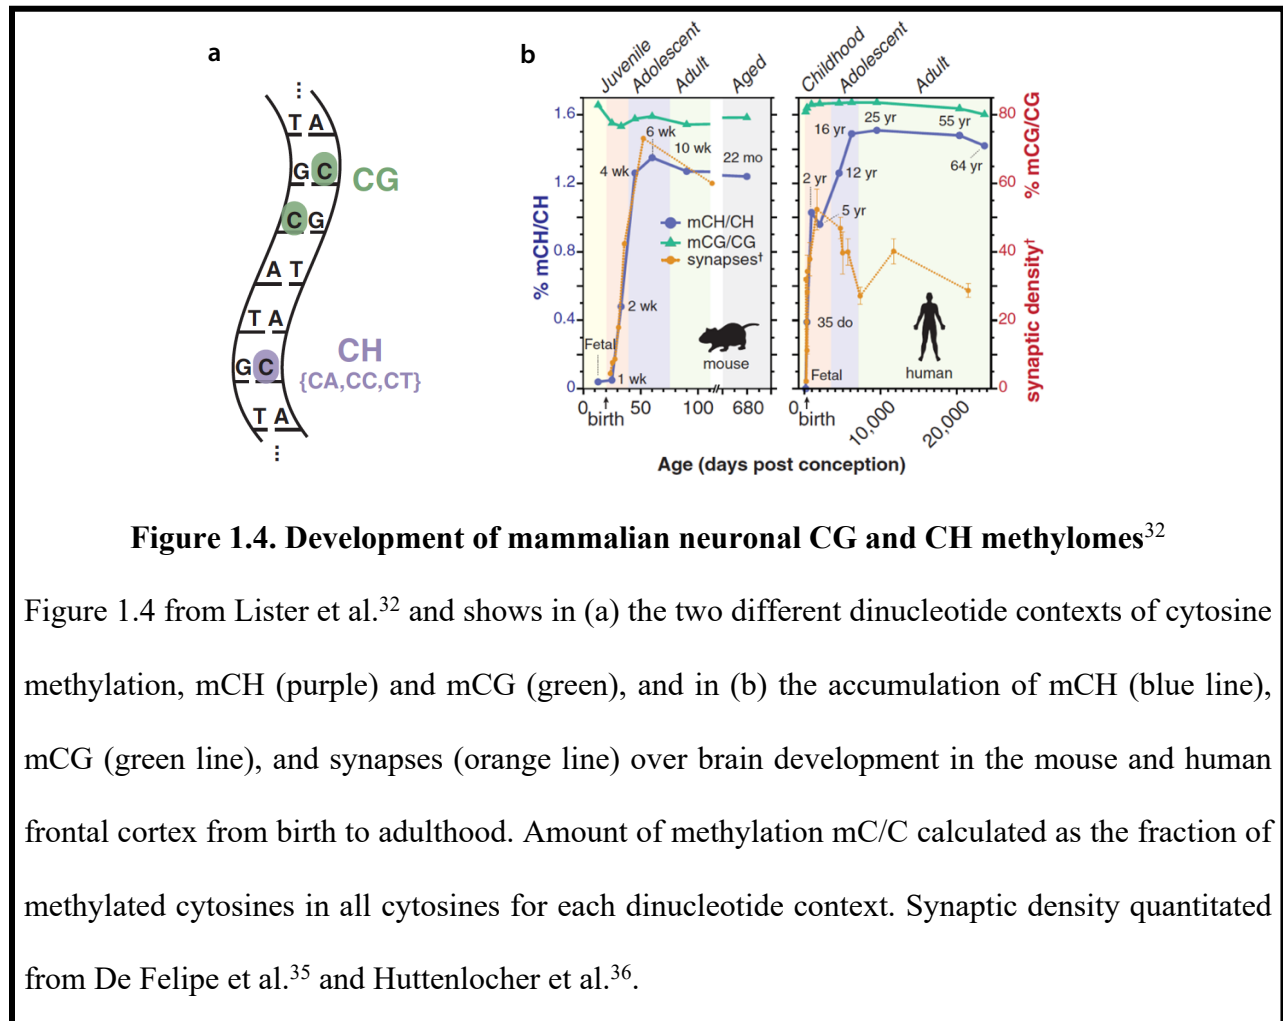 a
⋮
T A
G C
CG
C G
A T
T A
G C
CH
{CA,CC,CT}
T A
⋮
b
Juvenile
Adolescent
Adult
Aged
Childhood
Adolescent
Adult
% mCH/CH
1.6
1.2
0.8
0.4
0
Fetal
1 wk
2 wk
4 wk
6 wk
10 wk
22 mo
mCH/CH
mCG/CG
synapses†
mouse
0 50 100 680
birth
Fetal
35 do
2 yr
5 yr
12 yr
16 yr
25 yr
55 yr
64 yr
human
0 10,000 20,000
birth
80
60
40
20
0
% mCG/CG
synaptic density†
Age (days post conception)
Figure 1.4. Development of mammalian neuronal CG and CH methylomes32
Figure 1.4 from Lister et al.32 and shows in (a) the two different dinucleotide contexts of cytosine
methylation, mCH (purple) and mCG (green), and in (b) the accumulation of mCH (blue line),
mCG (green line), and synapses (orange line) over brain development in the mouse and human
frontal cortex from birth to adulthood. Amount of methylation mC/C calculated as the fraction of
methylated cytosines in all cytosines for each dinucleotide context. Synaptic density quantitated
from De Felipe et al.35 and Huttenlocher et al.36.